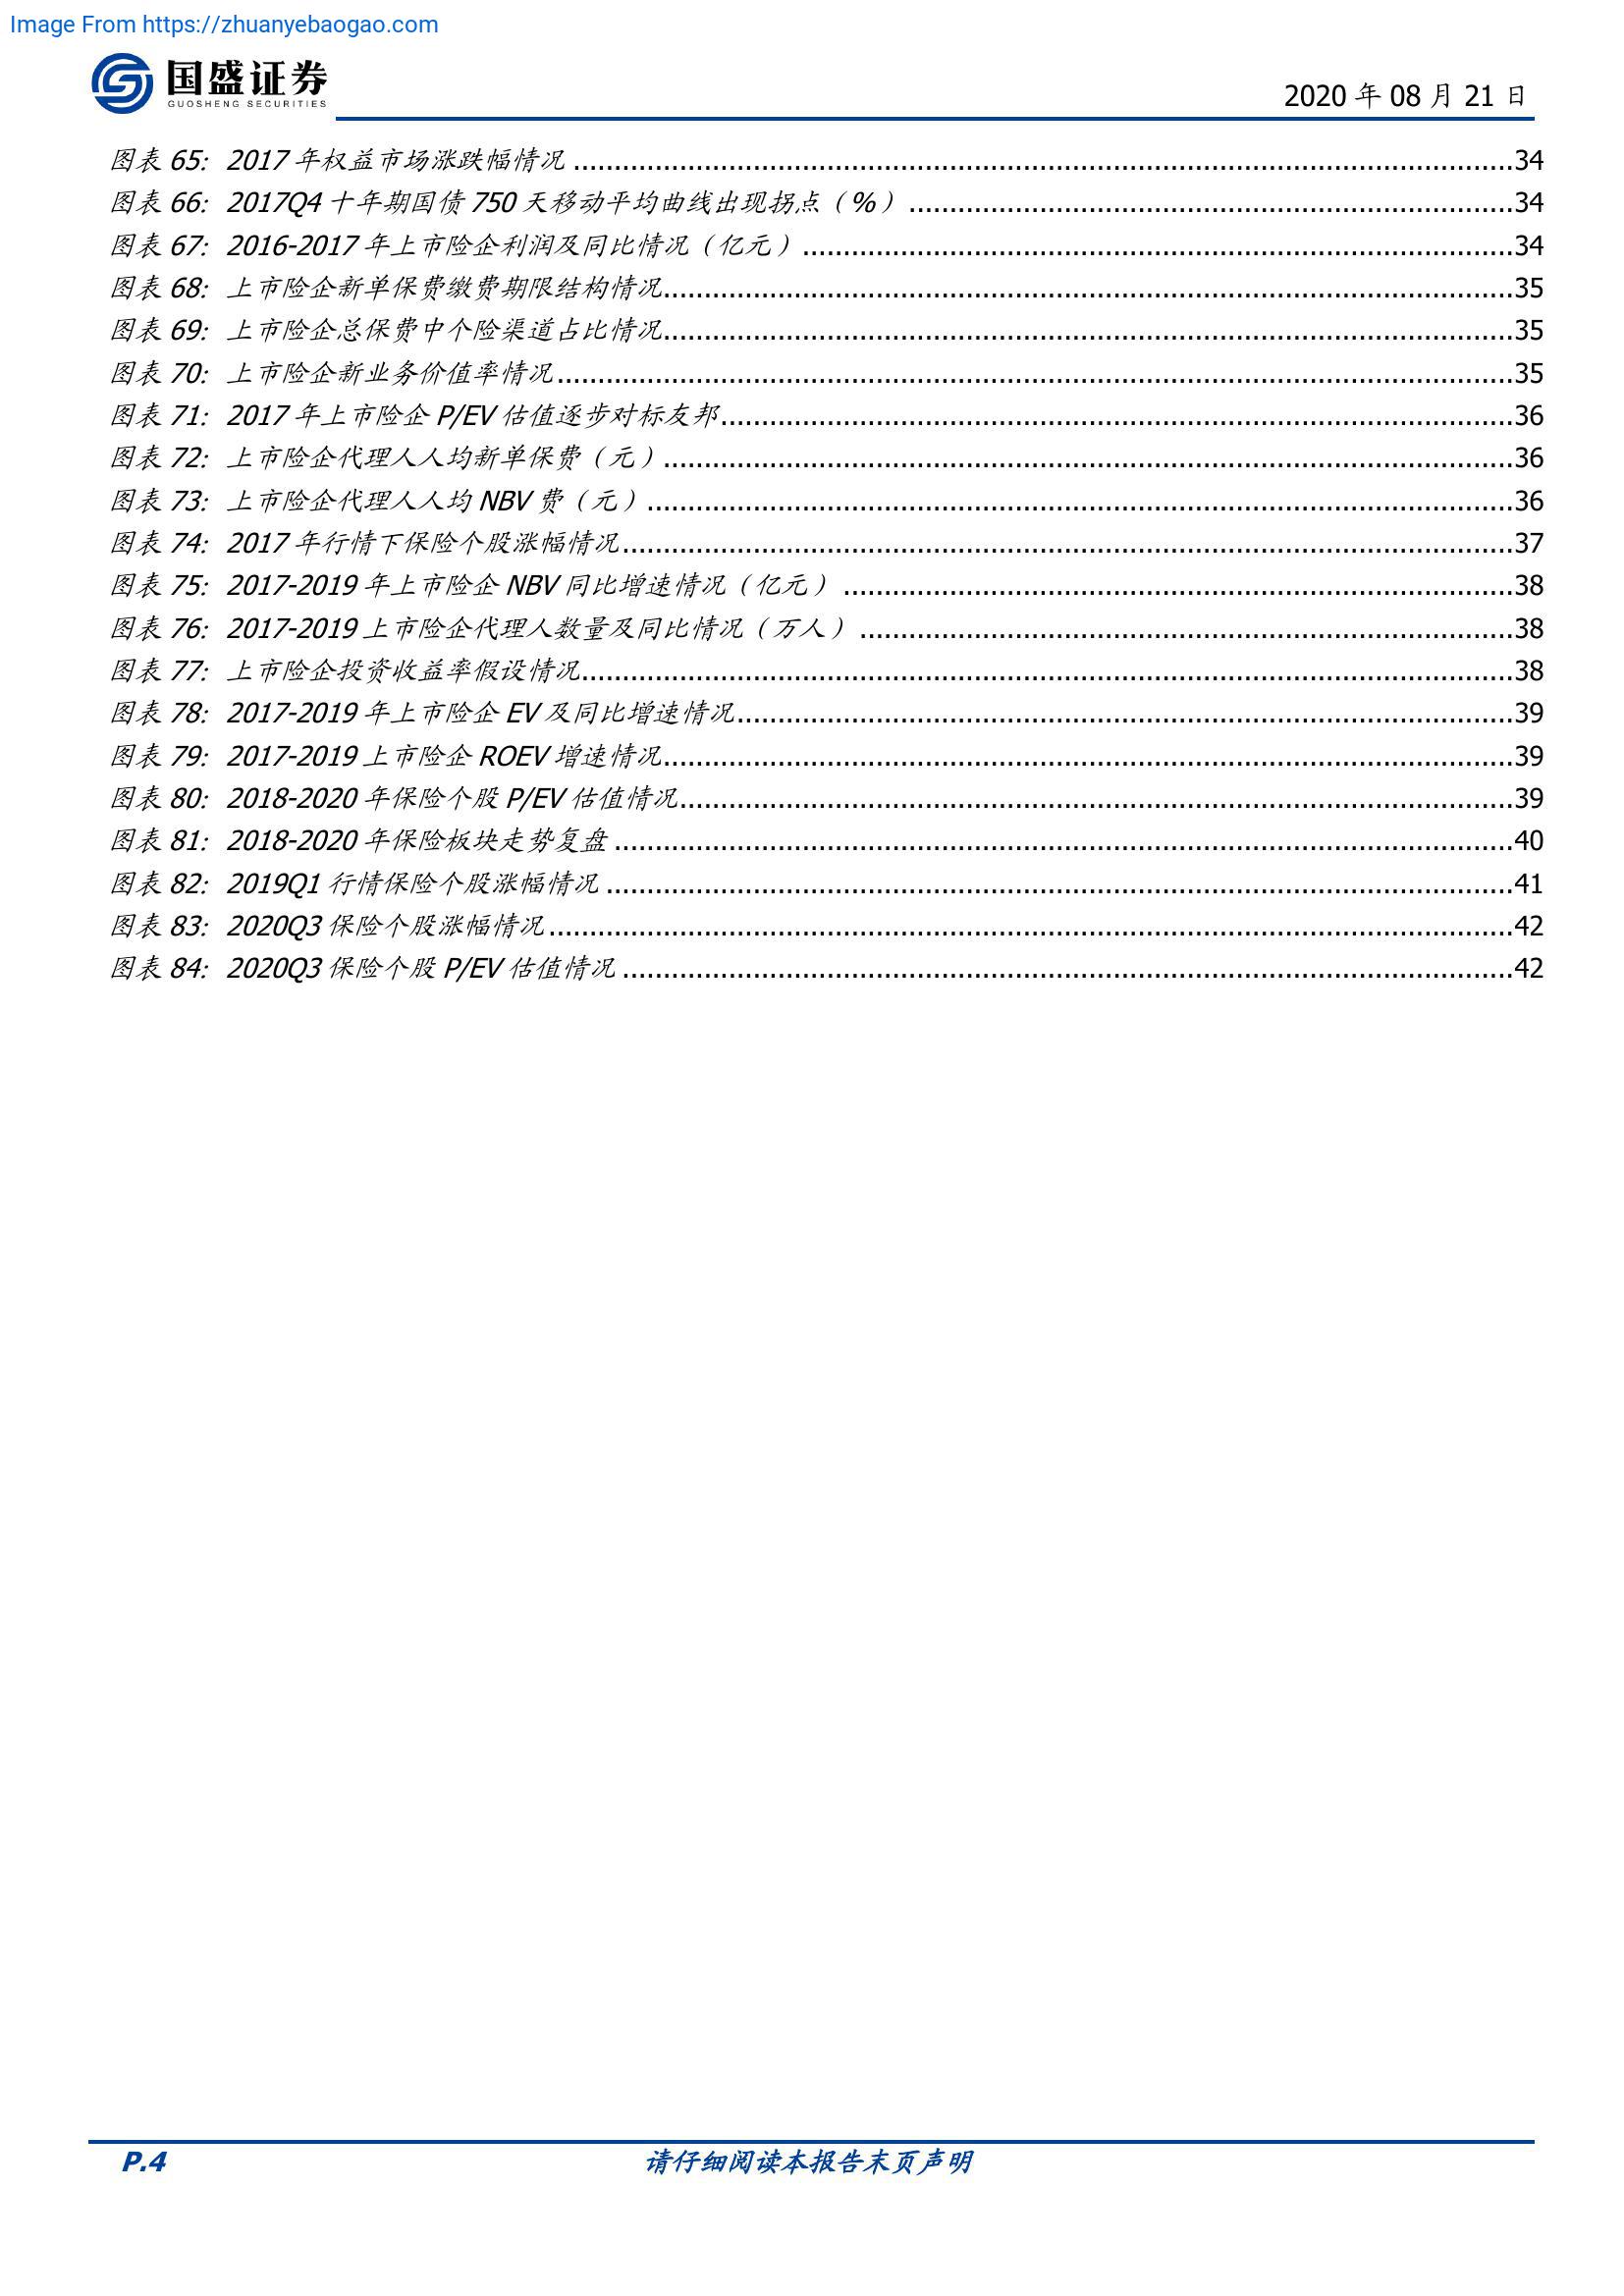 Image From https://zhuanyebaogao.com
国盛证券
GUOSHENG SECURITIES
2020 年 08 月 21 日
图表 65: 2017 年权益市场涨跌幅情况 ........................................34
图表 66: 2017Q4 十年期国债 750 天移动平均曲线出现拐点（%） ........................................34
图表 67: 2016-2017 年上市险企利润及同比情况（亿元） ........................................34
图表 68: 上市险企新单保费缴费期限结构情况........................................35
图表 69: 上市险企总保费中个险渠道占比情况........................................35
图表 70: 上市险企新业务价值率情况........................................35
图表 71: 2017 年上市险企 P/EV 估值逐步对标友邦........................................36
图表 72: 上市险企代理人人均新单保费（元）........................................36
图表 73: 上市险企代理人人均 NBV 费（元）........................................36
图表 74: 2017 年行情下保险个股涨幅情况........................................37
图表 75: 2017-2019 年上市险企 NBV 同比增速情况（亿元） ........................................38
图表 76: 2017-2019 上市险企代理人数量及同比情况（万人） ........................................38
图表 77: 上市险企投资收益率假设情况........................................38
图表 78: 2017-2019 年上市险企 EV 及同比增速情况........................................39
图表 79: 2017-2019 上市险企 ROEV 增速情况........................................39
图表 80: 2018-2020 年保险个股 P/EV 估值情况........................................39
图表 81: 2018-2020 年保险板块走势复盘 ........................................40
图表 82: 2019Q1 行情保险个股涨幅情况 ........................................41
图表 83: 2020Q3 保险个股涨幅情况........................................42
图表 84: 2020Q3 保险个股 P/EV 估值情况 ........................................42
P.4
请仔细阅读本报告末页声明